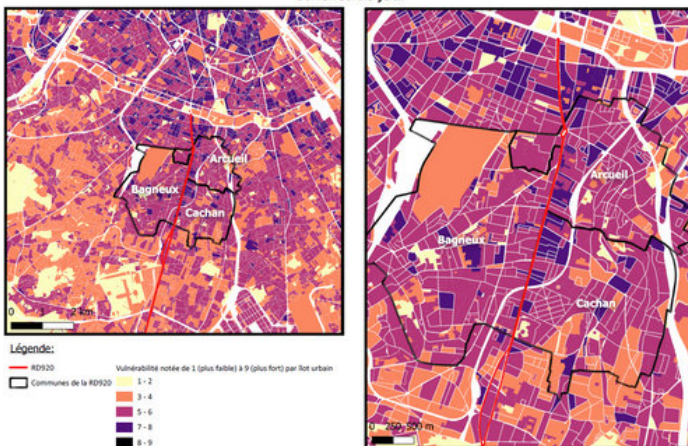 Arcueil
Bagneux
Cachan
0 1 2 km
Arcueil
Bagneux
Cachan
0 250 500 m
Légende:
RD920
Communes de la RD920
Vulnérabilité notée de 1 (plus faible) à 9 (plus fort) par îlot urbain
1 - 2
3 - 4
5 - 6
7 - 8
8 - 9